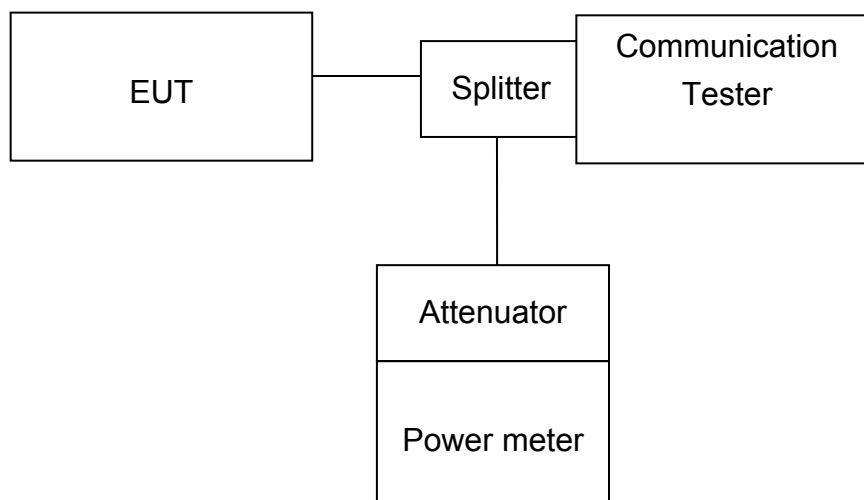 EUT
Splitter
Communication
Tester
Attenuator
Power meter